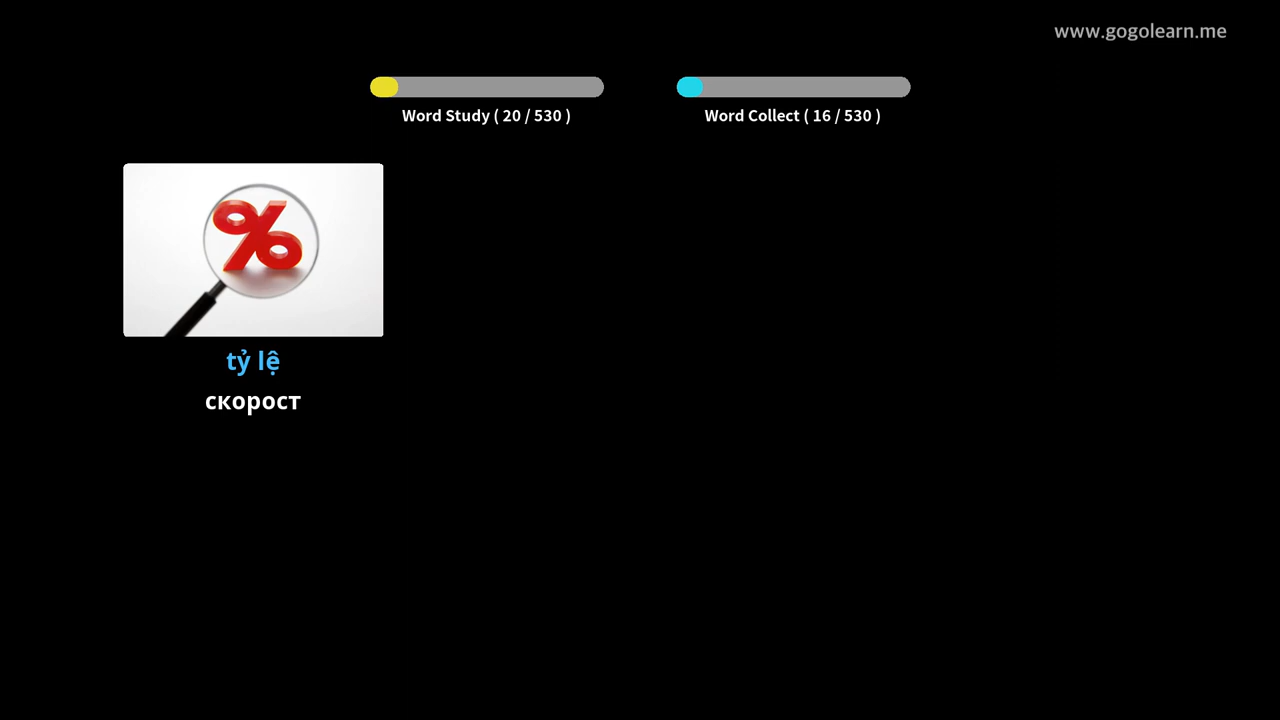 www.gogolearn.me
Word Study ( 20 / 530 )
Word Collect ( 16 / 530 )
%
tỷ lệ
скорост